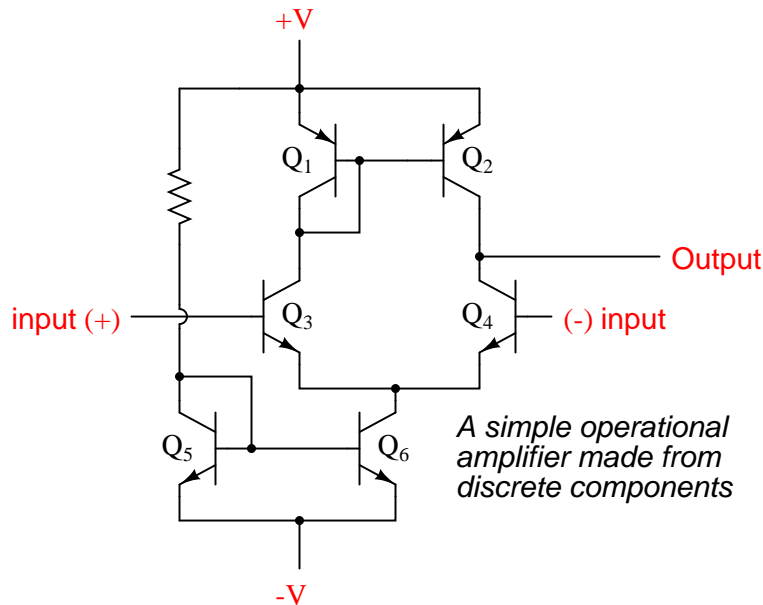 +V
Q1
Q2
Output
input (+)
Q3
Q4
(-) input
Q5
Q6
A simple operational
amplifier made from
discrete components
-V